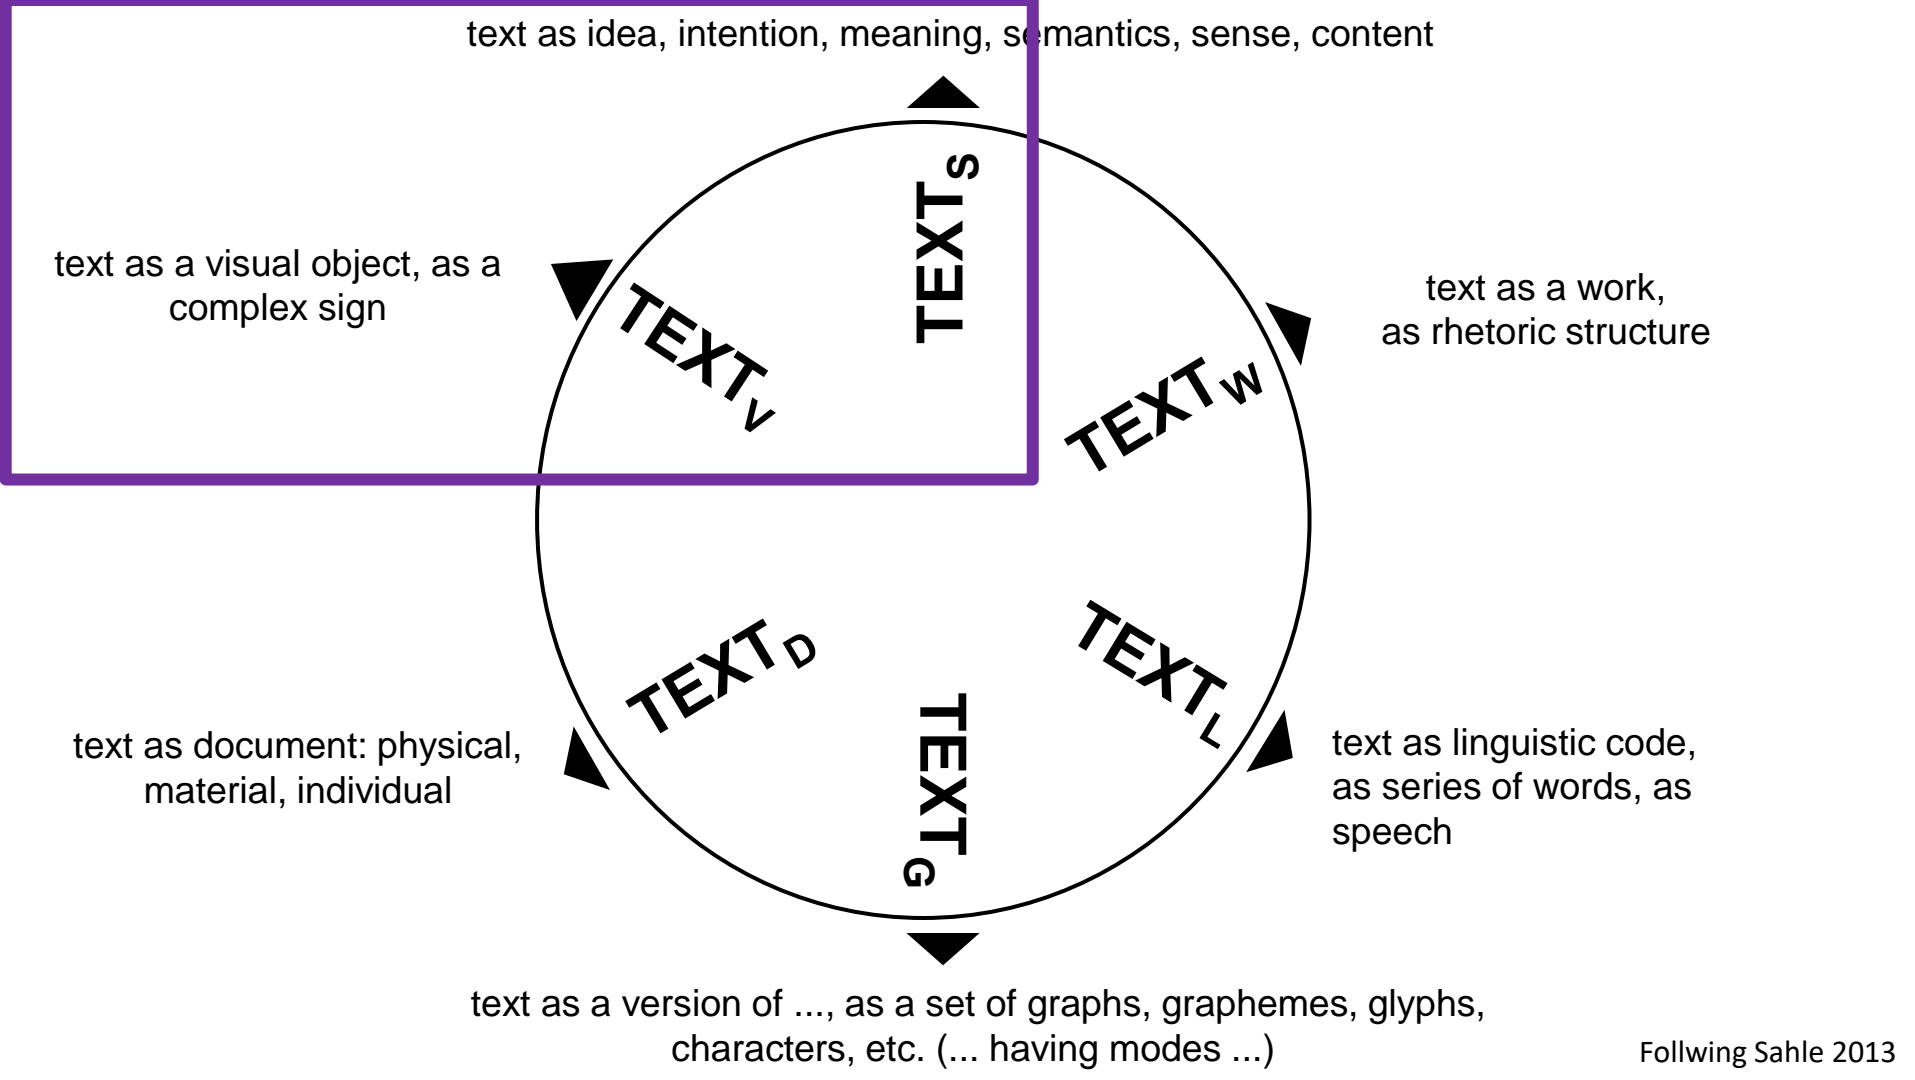 text as idea, intention, meaning, semantics, sense, content
TEXTS
text as a visual object, as a
complex sign
TEXTV
text as a work,
as rhetoric structure
TEXTW
TEXTD
TEXTL
text as document: physical,
material, individual
TEXTG
text as linguistic code,
as series of words, as
speech
text as a version of ..., as a set of graphs, graphemes, glyphs,
characters, etc. (... having modes ...)
Follwing Sahle 2013